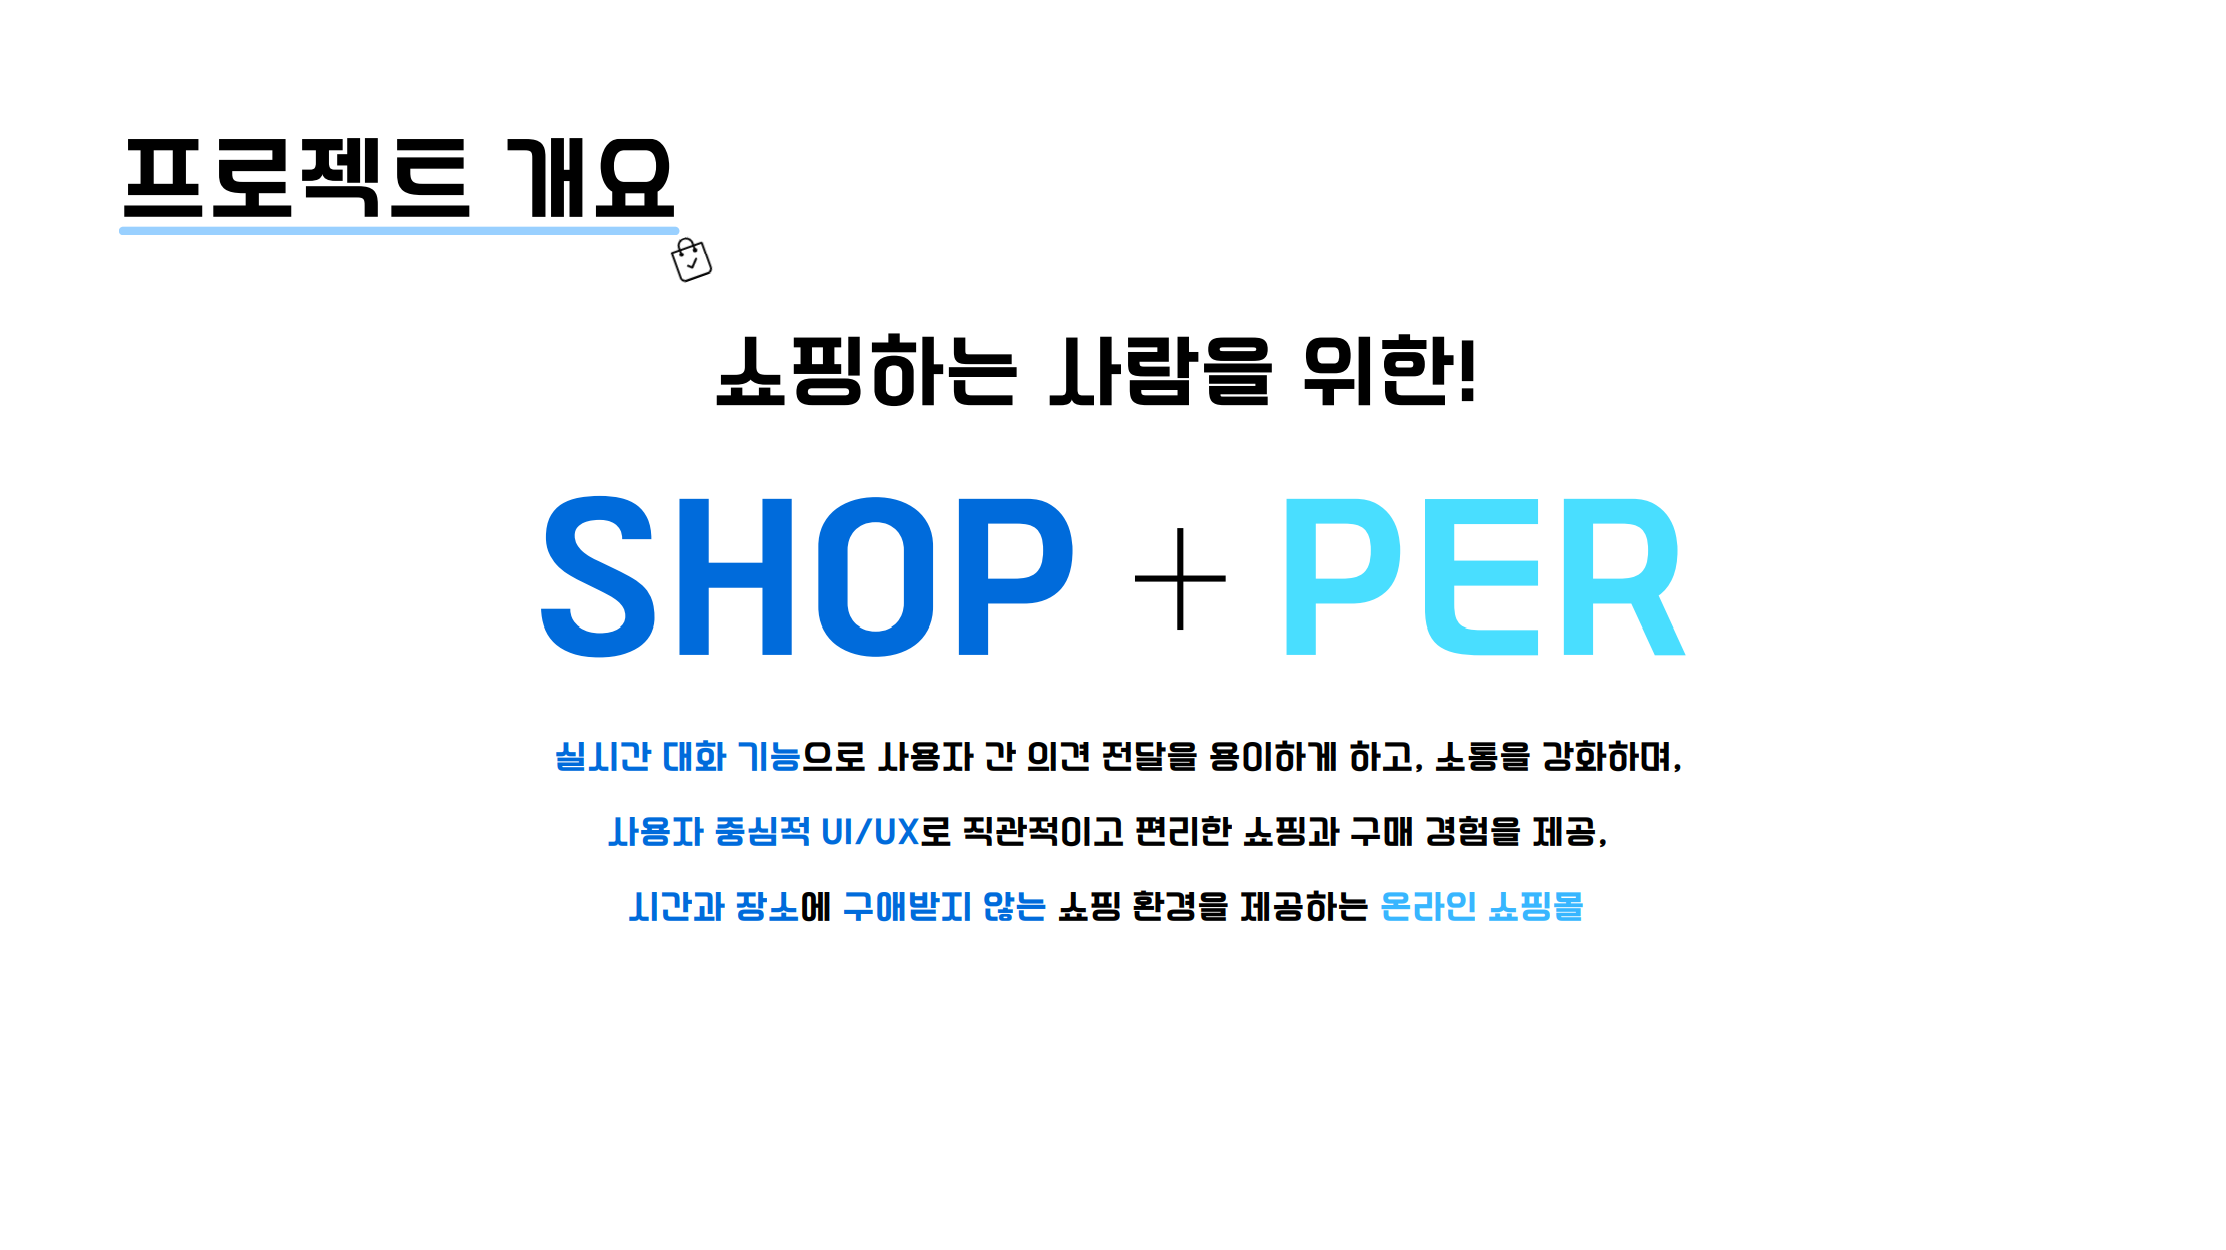 프로젝트 개요
쇼핑하는 사람을 위한!
SHOP + PER
실시간 대화 기능으로 사용자 간 의견 전달을 용이하게 하고, 소통을 강화하며,
사용자 중심적 UI/UX로 직관적이고 편리한 쇼핑과 구매 경험을 제공,
시간과 장소에 구애받지 않는 쇼핑 환경을 제공하는 온라인 쇼핑몰